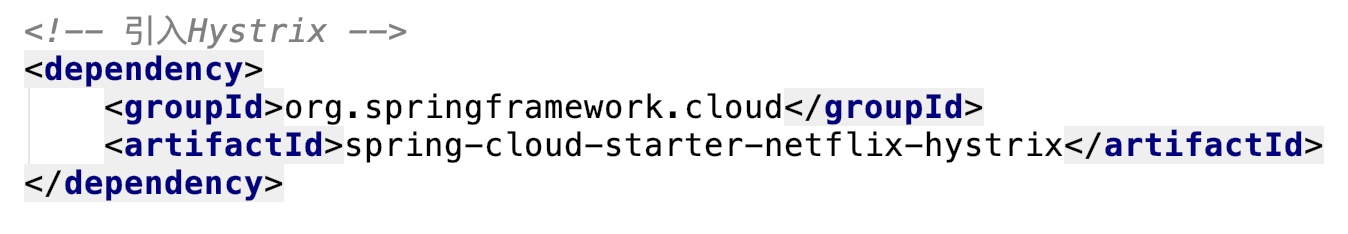 <!-- 引入Hystrix -->
<dependency>
    <groupId>org.springframework.cloud</groupId>
    <artifactId>spring-cloud-starter-netflix-hystrix</artifactId>
</dependency>